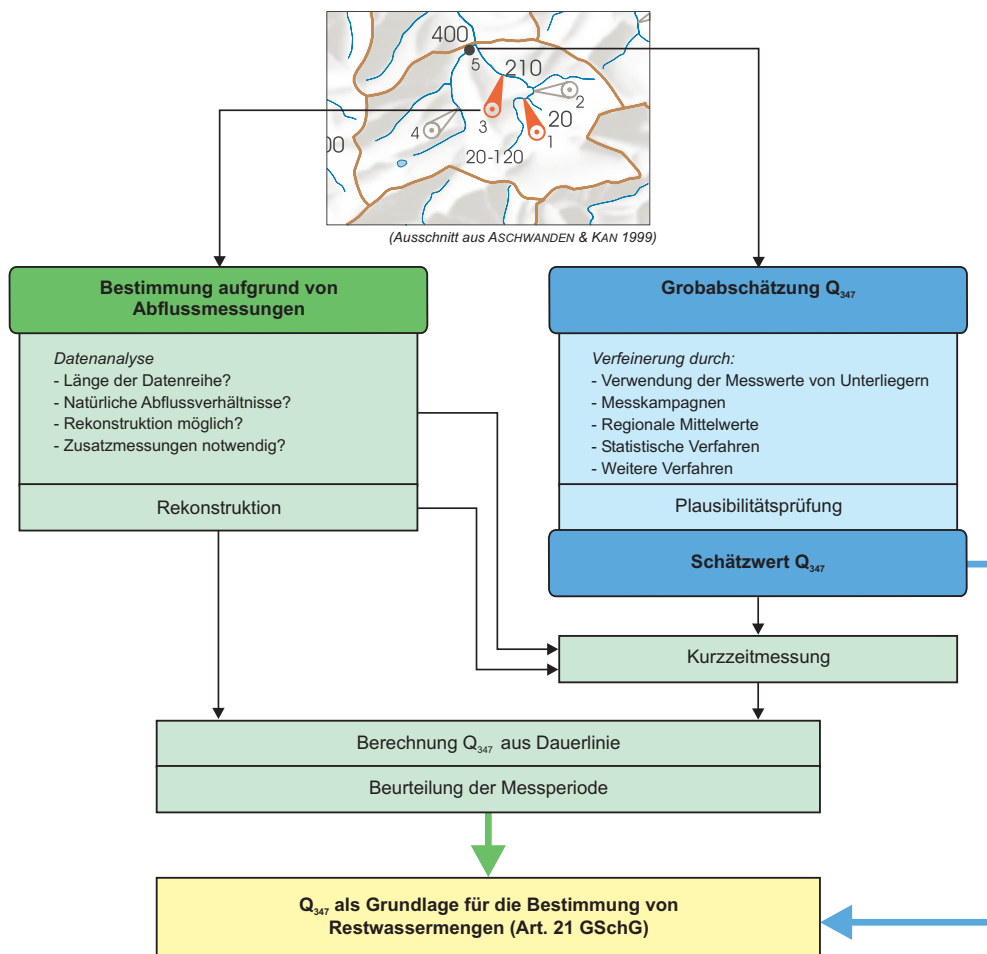 400
5
210
2
3
20
4
1
00
20-120
(Ausschnitt aus ASCHWANDEN & KAN 1999)
Bestimmung aufgrund von
Abflussmessungen
Datenanalyse
- Länge der Datenreihe?
- Natürliche Abflussverhältnisse?
- Rekonstruktion möglich?
- Zusatzmessungen notwendig?
Rekonstruktion
Grobabschätzung Q347
Verfeinerung durch:
- Verwendung der Messwerte von Unterliegern
- Messkampagnen
- Regionale Mittelwerte
- Statistische Verfahren
- Weitere Verfahren
Plausibilitätsprüfung
Schätzwert Q347
Kurzzeitmessung
Berechnung Q347 aus Dauerlinie
Beurteilung der Messperiode
Q347 als Grundlage für die Bestimmung von
Restwassermengen (Art. 21 GSchG)